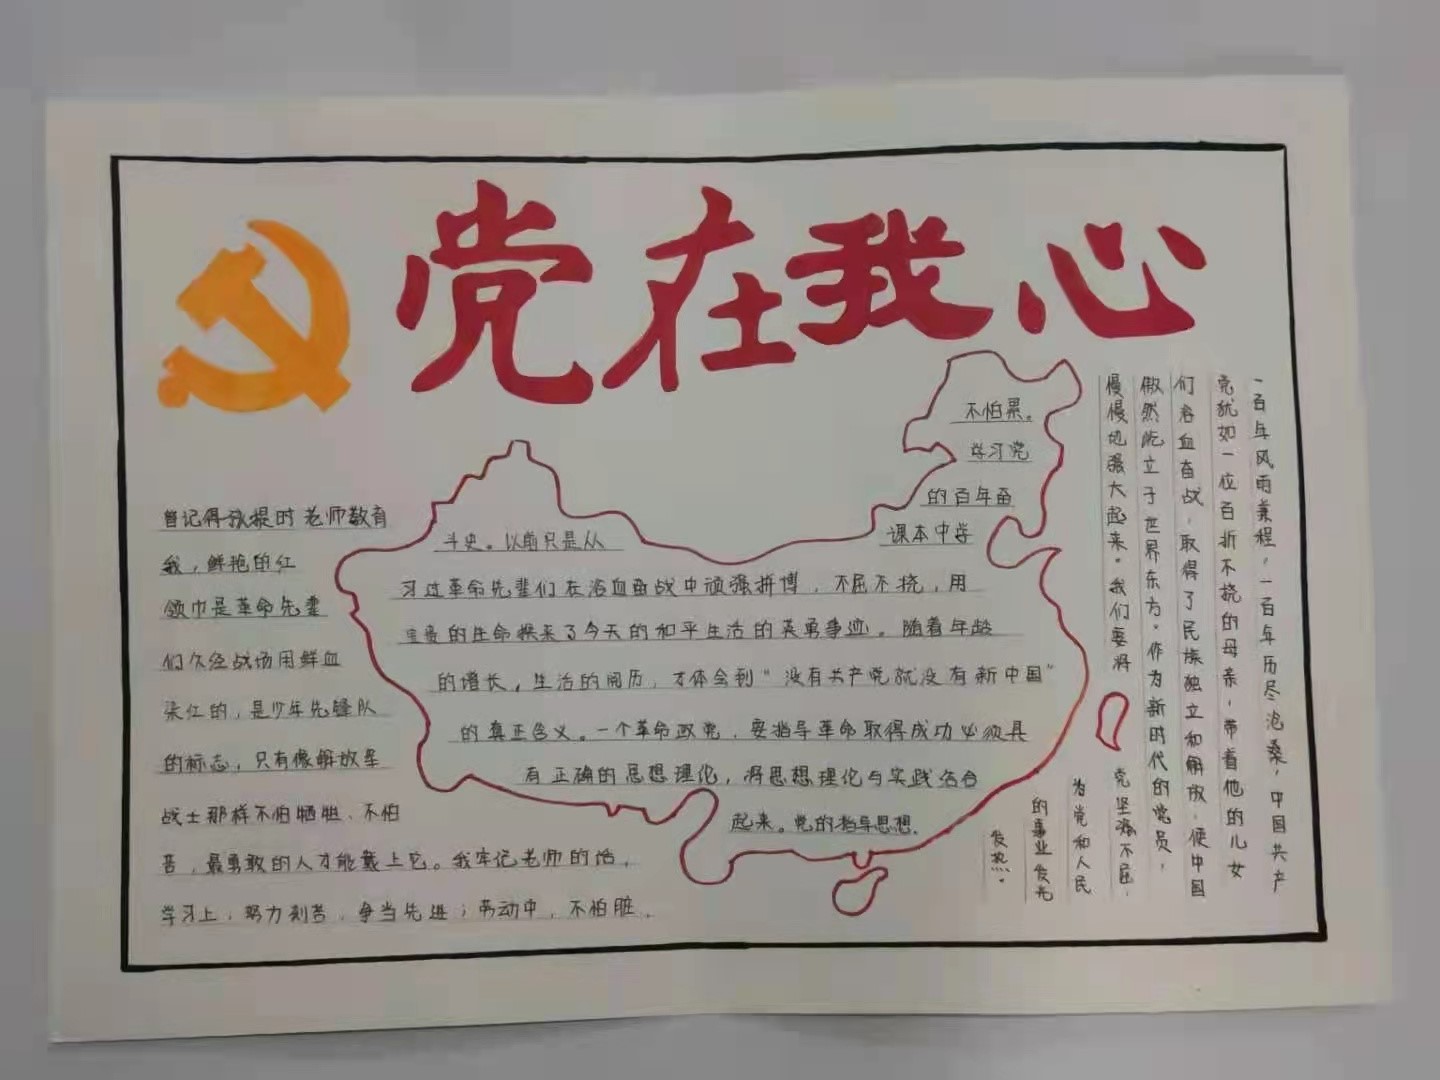 党在我心
曾记得孩提时老师教育
我，鲜艳的红
领巾是革命先辈
们久经战场用鲜血
染红的，是少年先锋队
的标志，只有像解放军
战士那样不怕牺牲、不怕
苦，最勇敢的人才能戴上它。我牢记老师的话，
学习上，努力刻苦，争当先进；劳动中，不怕脏、
不怕累。
学习党
的百年奋
斗史。以前只是从
课本中学
习过革命先辈们在浴血奋战中顽强拼博，不屈不挠，用
宝贵的生命换来了今天的和平生活的英勇事迹。随着年龄
的增长，生活的阅历，才体会到“没有共产党就没有新中国”
的真正含义。一个革命政党，要指导革命取得成功必须具
有正确的思想理伦，将思想理伦与实践结合
起来。党的指导思想.
一百年风雨兼程，一百年历尽沧桑，中国共产
党犹如一位百折不挠的母亲，带着他的儿女
们浴血奋战，取得了民族独立和解放，使中国
傲然屹立于世界东方。作为新时代的党员，
慢慢地强大起来。我们要将
党坚强不屈，
为党和人民
的事业发光
发热。